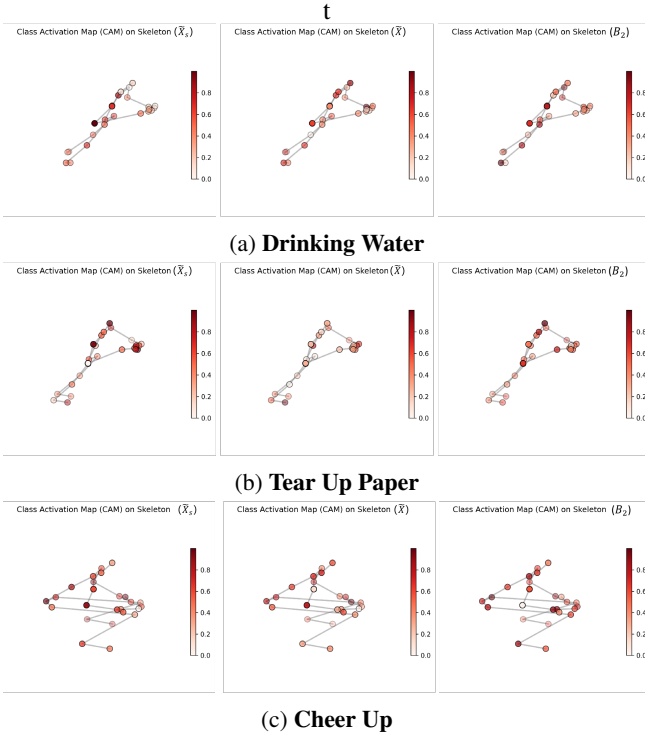 t
Class Activation Map (CAM) on Skeleton (X̃ₛ) Class Activation Map (CAM) on Skeleton (X̃) Class Activation Map (CAM) on Skeleton (B₂)
0.8 0.8 0.8
0.6 0.6 0.6
0.4 0.4 0.4
0.2 0.2 0.2
0.0 0.0 0.0
(a) Drinking Water
Class Activation Map (CAM) on Skeleton (X̃ₛ) Class Activation Map (CAM) on Skeleton (X̃) Class Activation Map (CAM) on Skeleton (B₂)
0.8 0.8 0.8
0.6 0.6 0.6
0.4 0.4 0.4
0.2 0.2 0.2
0.0 0.0 0.0
(b) Tear Up Paper
Class Activation Map (CAM) on Skeleton (X̃ₛ) Class Activation Map (CAM) on Skeleton (X̃) Class Activation Map (CAM) on Skeleton (B₂)
0.8 0.8 0.8
0.6 0.6 0.6
0.4 0.4 0.4
0.2 0.2 0.2
0.0 0.0 0.0
(c) Cheer Up